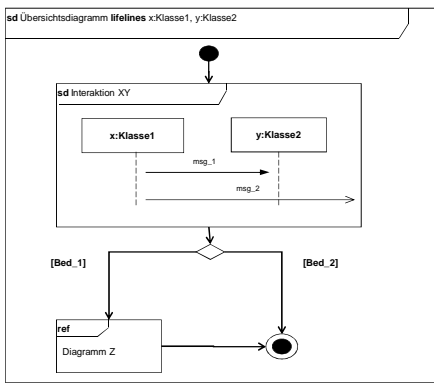 sd Übersichtsdiagramm lifelines x:Klasse1, y:Klasse2
sd Interaktion XY
x:Klasse1
y:Klasse2
msg_1
msg_2
[Bed_1]
[Bed_2]
ref
Diagramm Z